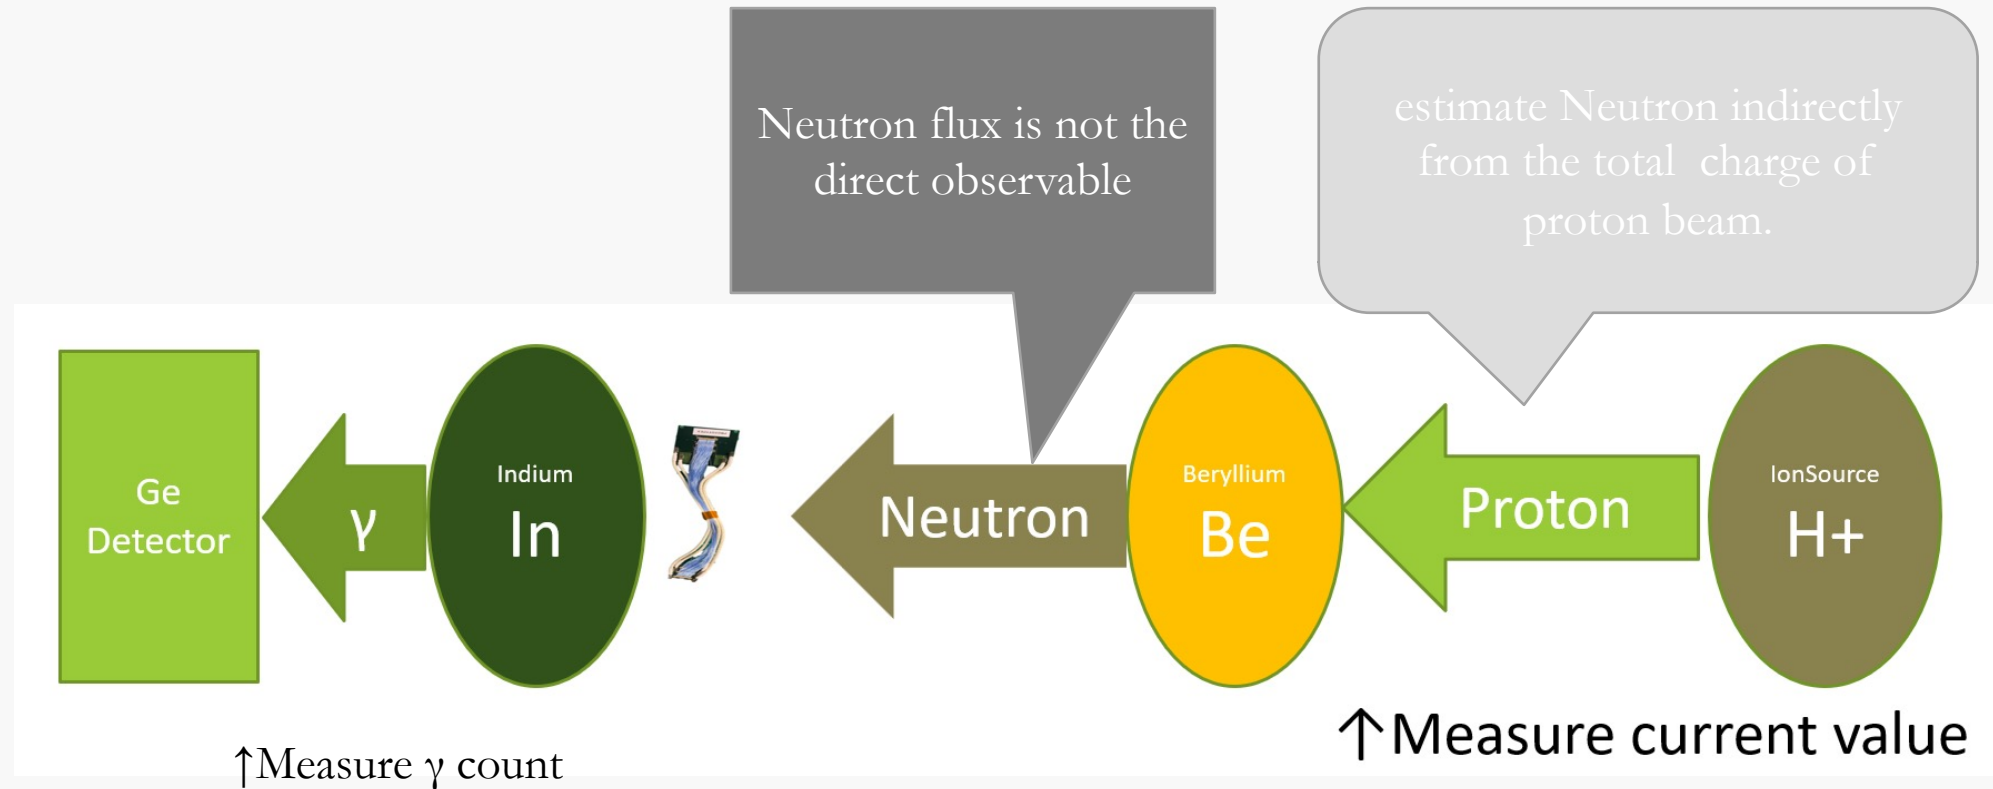 Neutron flux is not the
direct observable
estimate Neutron indirectly
from the total charge of
proton beam.
Ge
Detector
γ
Indium
In
Neutron
Beryllium
Be
Proton
IonSource
H+
↑Measure γ count
↑Measure current value